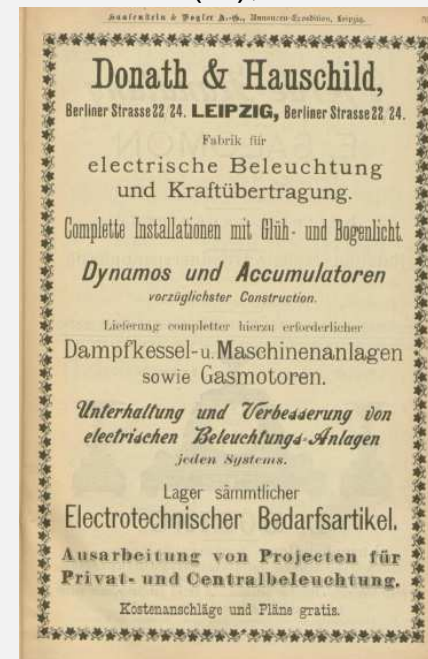 Haasenstein & Vogler A.-G., Annoncen-Expedition, Leipzig.
Donath & Hauschild,
Berliner Strasse 22 24. LEIPZIG, Berliner Strasse 22 24.
Fabrik für
electrische Beleuchtung
und Kraftübertragung.
Complette Installationen mit Glüh- und Bogenlicht.
Dynamos und Accumulatoren
vorzüglichster Construction.
Lieferung completter hierzu erforderlicher
Dampfkessel- u. Maschinenanlagen
sowie Gasmotoren.
Unterhaltung und Verbesserung von
electrischen Beleuchtungs-Anlagen
jeden Systems.
Lager sämmtlicher
Electrotechnischer Bedarfsartikel.
Ausarbeitung von Projecten für
Privat- und Centralbeleuchtung.
Kostenanschläge und Pläne gratis.